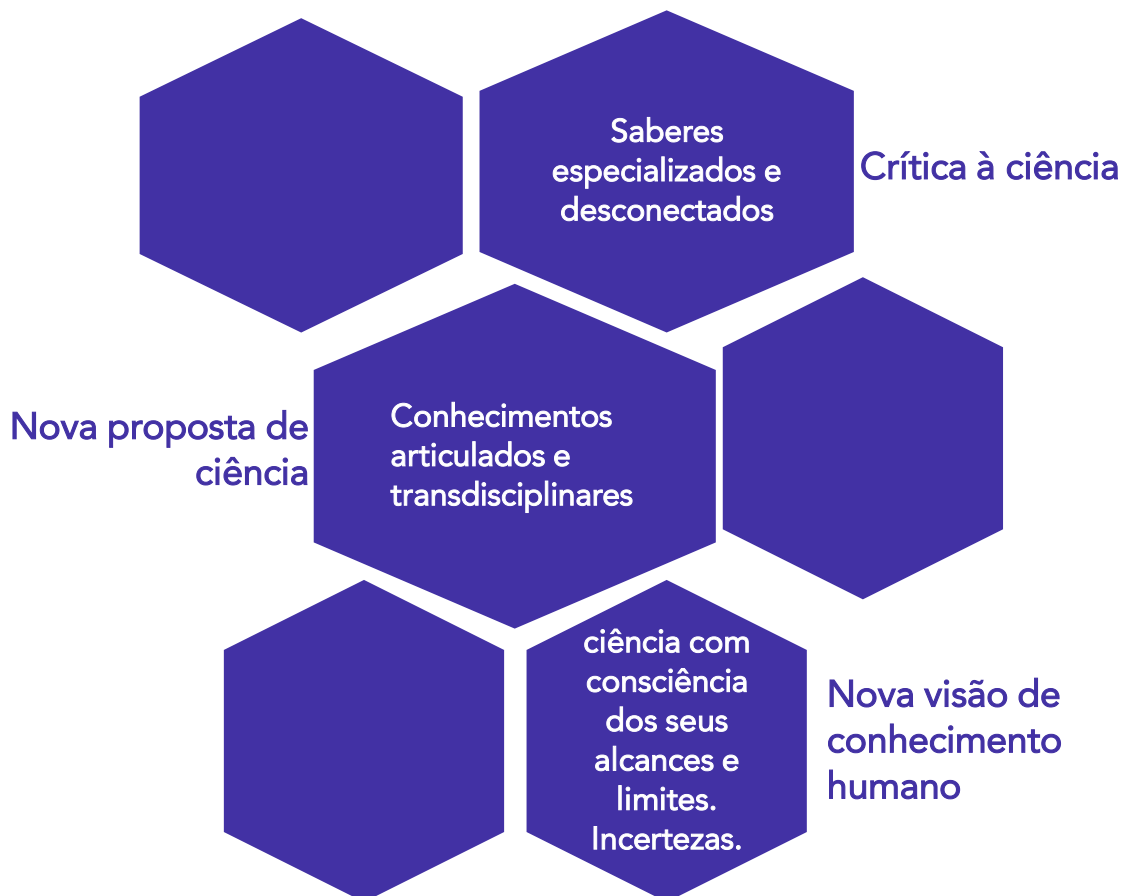 Saberes
especializados e
desconectados
Crítica à ciência
Nova proposta de
ciência
Conhecimentos
articulados e
transdisciplinares
ciência com
consciência
dos seus
alcances e
limites.
Incertezas.
Nova visão de
conhecimento
humano